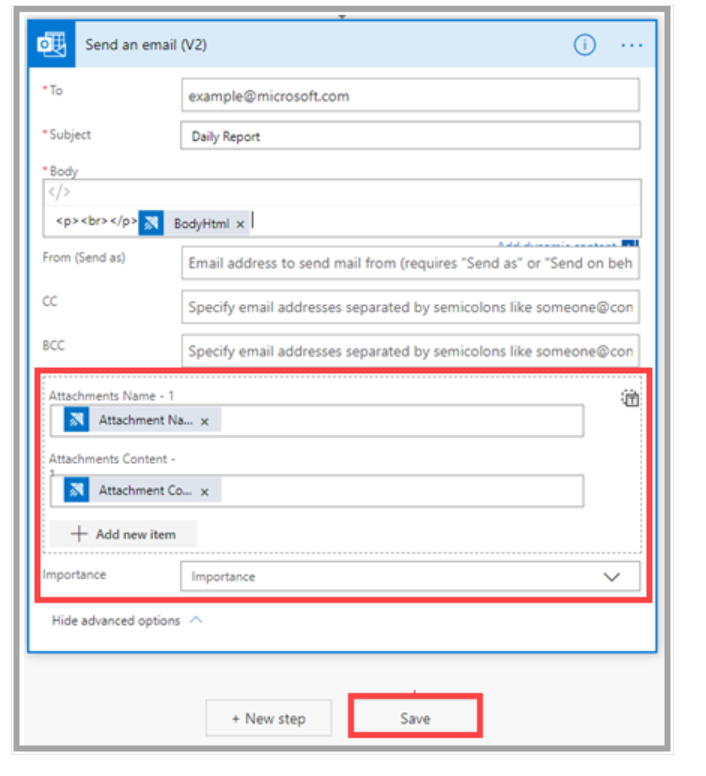 Send an email (V2)
*To
example@microsoft.com
*Subject
Daily Report
*Body
</>
<p><br></p> BodyHtml ×
Add dynamic content
From (Send as)
Email address to send mail from (requires "Send as" or "Send on beh
CC
Specify email addresses separated by semicolons like someone@con
BCC
Specify email addresses separated by semicolons like someone@con
Attachments Name - 1
Attachment Na... ×
Attachments Content -
1
Attachment Co... ×
+ Add new item
Importance
Importance
Hide advanced options
+ New step
Save